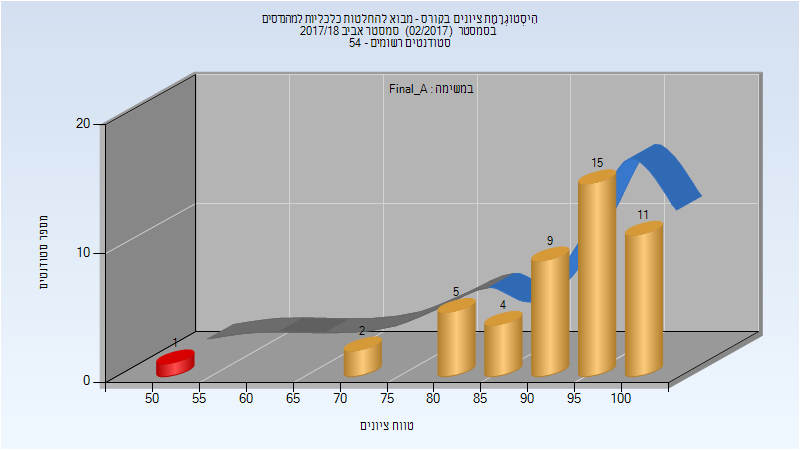 הִיסְטוֹגְרָמַת ציונים בקורס - מבוא להחלטות כלכליות למהנדסים
בסמסטר (02/2017) סמסטר אביב 2017/18
סטודנטים רשומים - 54
במשימה : Final_A
מספר סטודנטים
20
10
0
1
2
5
4
9
15
11
50 55 60 65 70 75 80 85 90 95 100
טווח ציונים